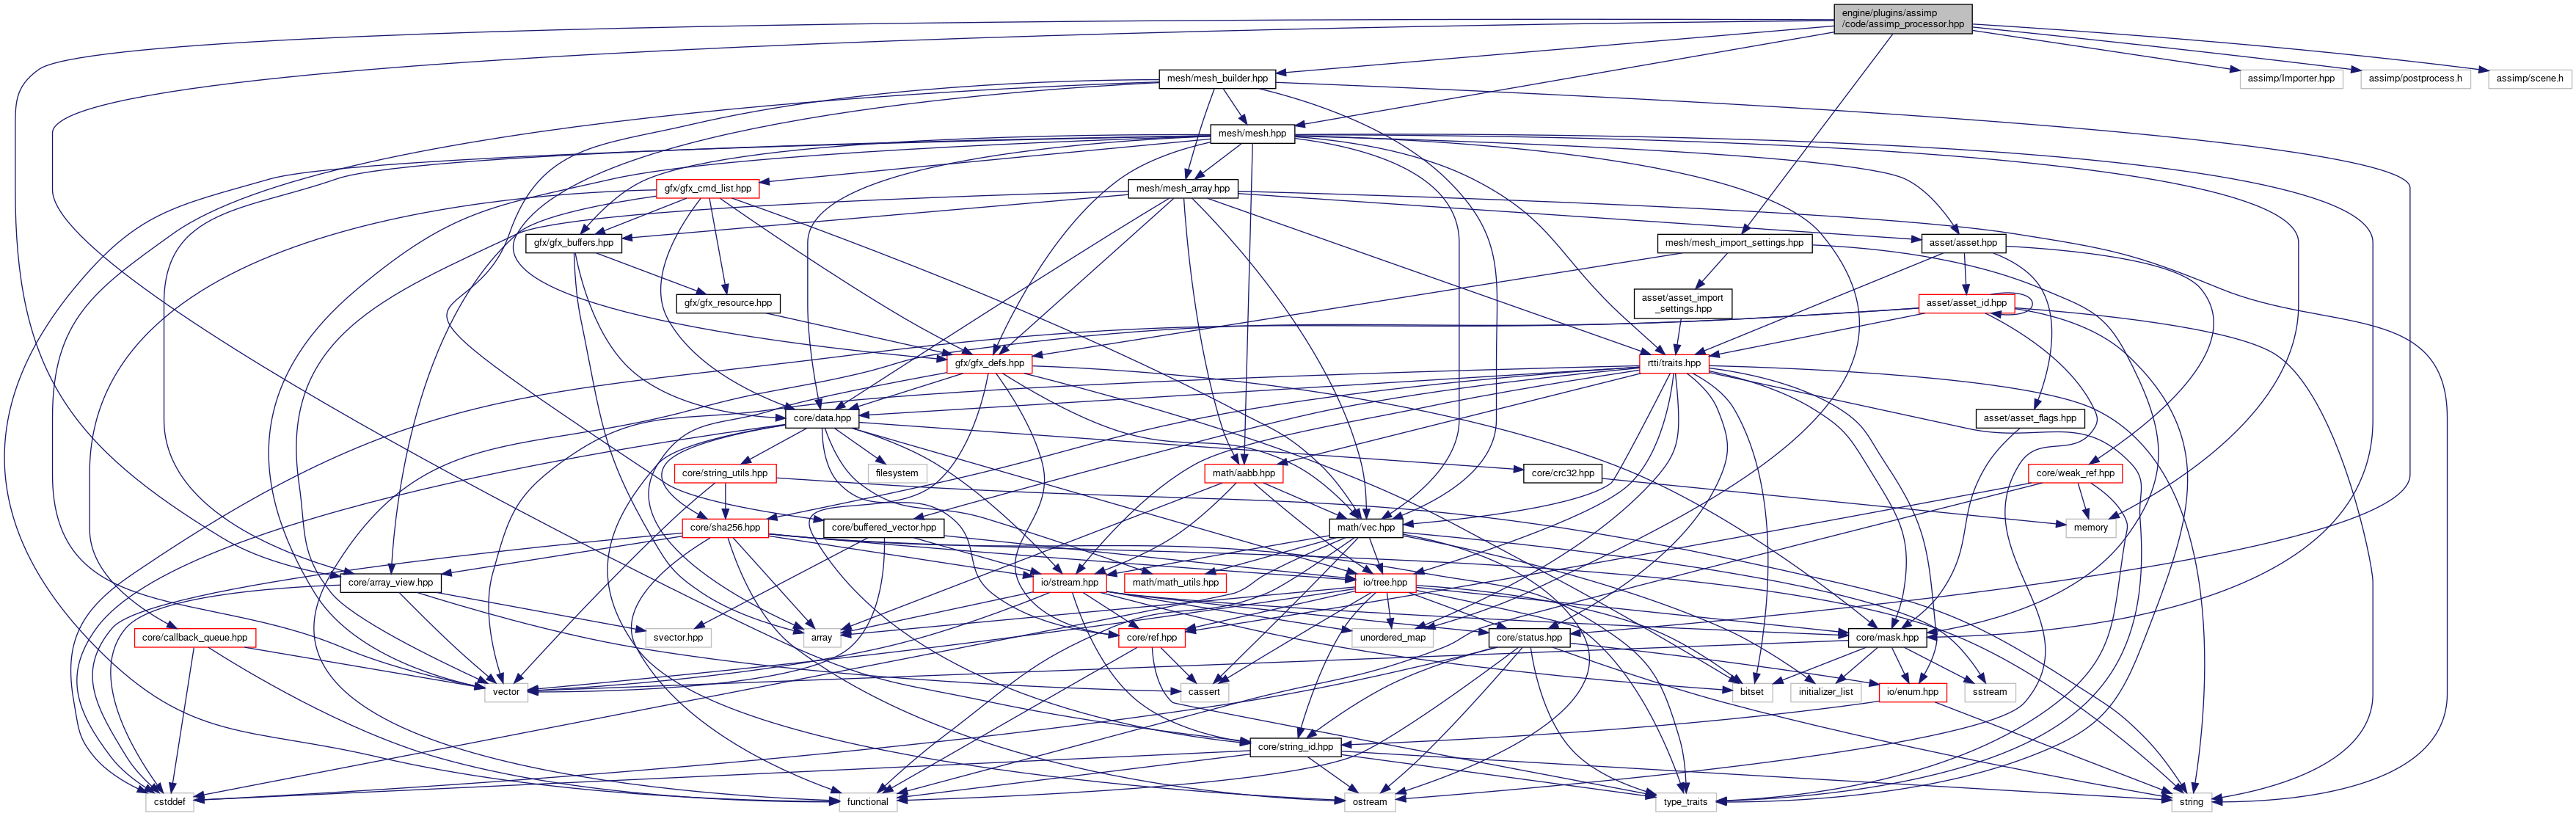 engine/plugins/assimp
/code/assimp_processor.hpp
mesh/mesh_builder.hpp
assimp/Importer.hpp
assimp/postprocess.h
assimp/scene.h
mesh/mesh.hpp
gfx/gfx_cmd_list.hpp
mesh/mesh_array.hpp
gfx/gfx_buffers.hpp
mesh/mesh_import_settings.hpp
asset/asset.hpp
gfx/gfx_resource.hpp
asset/asset_import
_settings.hpp
asset/asset_id.hpp
gfx/gfx_defs.hpp
rtti/traits.hpp
core/data.hpp
asset/asset_flags.hpp
core/string_utils.hpp
filesystem
math/aabb.hpp
core/crc32.hpp
core/weak_ref.hpp
core/sha256.hpp
core/buffered_vector.hpp
math/vec.hpp
memory
core/array_view.hpp
io/stream.hpp
math/math_utils.hpp
io/tree.hpp
core/callback_queue.hpp
svector.hpp
array
core/ref.hpp
unordered_map
core/status.hpp
core/mask.hpp
vector
cassert
bitset
initializer_list
io/enum.hpp
sstream
core/string_id.hpp
cstddef
functional
ostream
type_traits
string